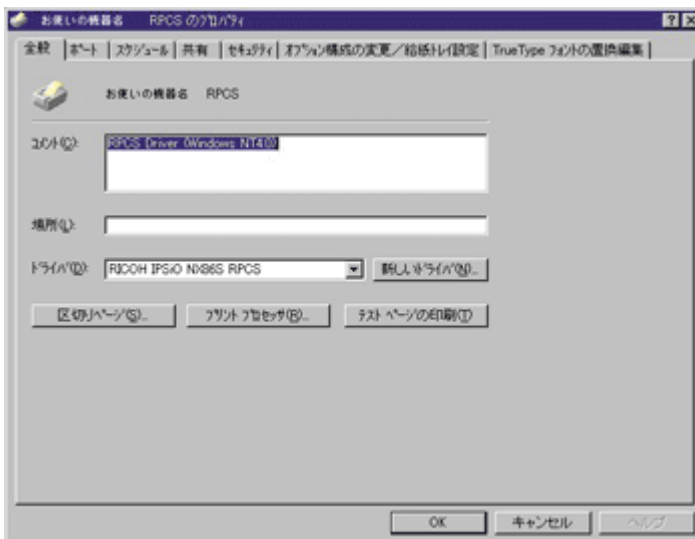 お使いの機器名 RPCS のプロパティ
全般 ポート スケジュール 共有 セキュリティ オプション構成の変更／給紙トレイ設定 TrueType フォントの置換編集
お使いの機器名 RPCS
コメント(C):
RPCS Driver (Windows NT4.0)
場所(L):
ドライバ(D): RICOH IPSiO NX86S RPCS 新しいドライバ(N)...
区切りページ(S)... プリント プロセッサ(R)... テスト ページの印刷(T)
OK キャンセル ヘルプ